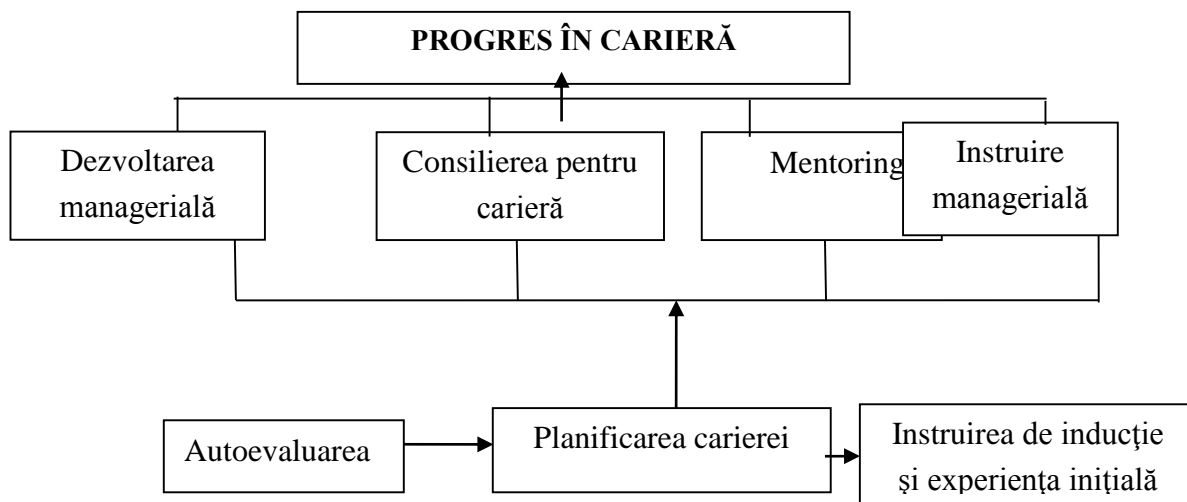 PROGRES ÎN CARIERĂ
Dezvoltarea
managerială
Consilierea pentru
carieră
Mentoring
Instruire
managerială
Autoevaluarea
Planificarea carierei
Instruirea de inducţie
şi experienţa iniţială